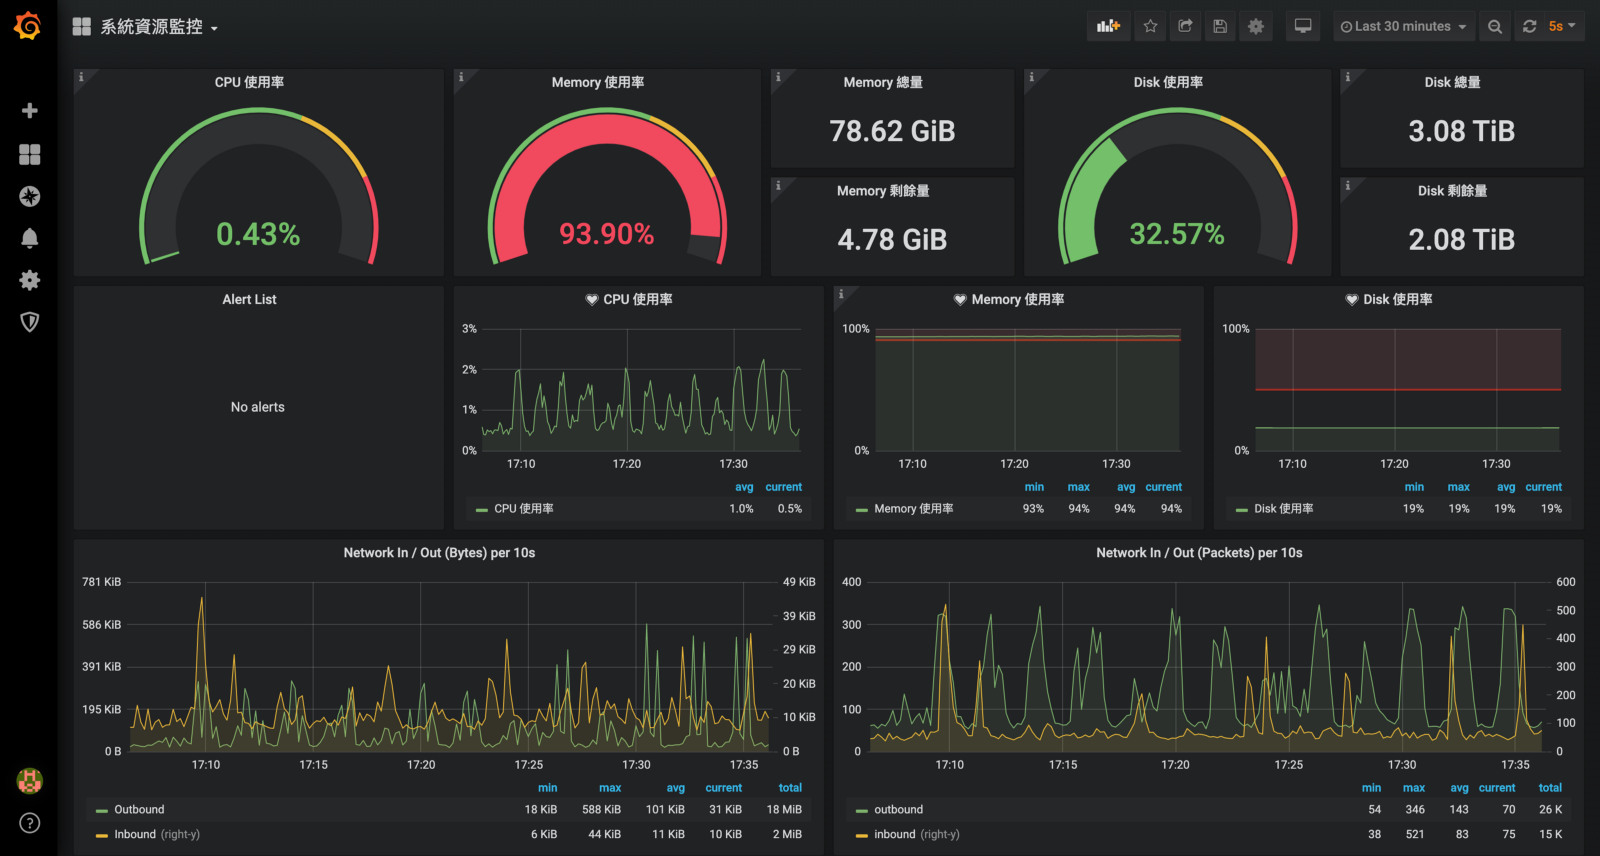 系統資源監控
Last 30 minutes
5s
CPU 使用率
0.43%
Memory 使用率
93.90%
Memory 總量
78.62 GiB
Memory 剩餘量
4.78 GiB
Disk 使用率
32.57%
Disk 總量
3.08 TiB
Disk 剩餘量
2.08 TiB
Alert List
No alerts
CPU 使用率
3%
2%
1%
0%
17:10 17:20 17:30
avg current
CPU 使用率 1.0% 0.5%
Memory 使用率
100%
0%
17:10 17:20 17:30
min max avg current
Memory 使用率 93% 94% 94% 94%
Disk 使用率
100%
0%
17:10 17:20 17:30
min max avg current
Disk 使用率 19% 19% 19% 19%
Network In / Out (Bytes) per 10s
781 KiB 49 KiB
39 KiB
586 KiB
29 KiB
391 KiB
20 KiB
195 KiB
10 KiB
0 B 0 B
17:10 17:15 17:20 17:25 17:30 17:35
min max avg current total
Outbound 18 KiB 588 KiB 101 KiB 31 KiB 18 MiB
Inbound (right-y) 6 KiB 44 KiB 11 KiB 10 KiB 2 MiB
Network In / Out (Packets) per 10s
400 600
500
300
400
200 300
200
100
100
0 0
17:10 17:15 17:20 17:25 17:30 17:35
min max avg current total
outbound 54 346 143 70 26 K
inbound (right-y) 38 521 83 75 15 K